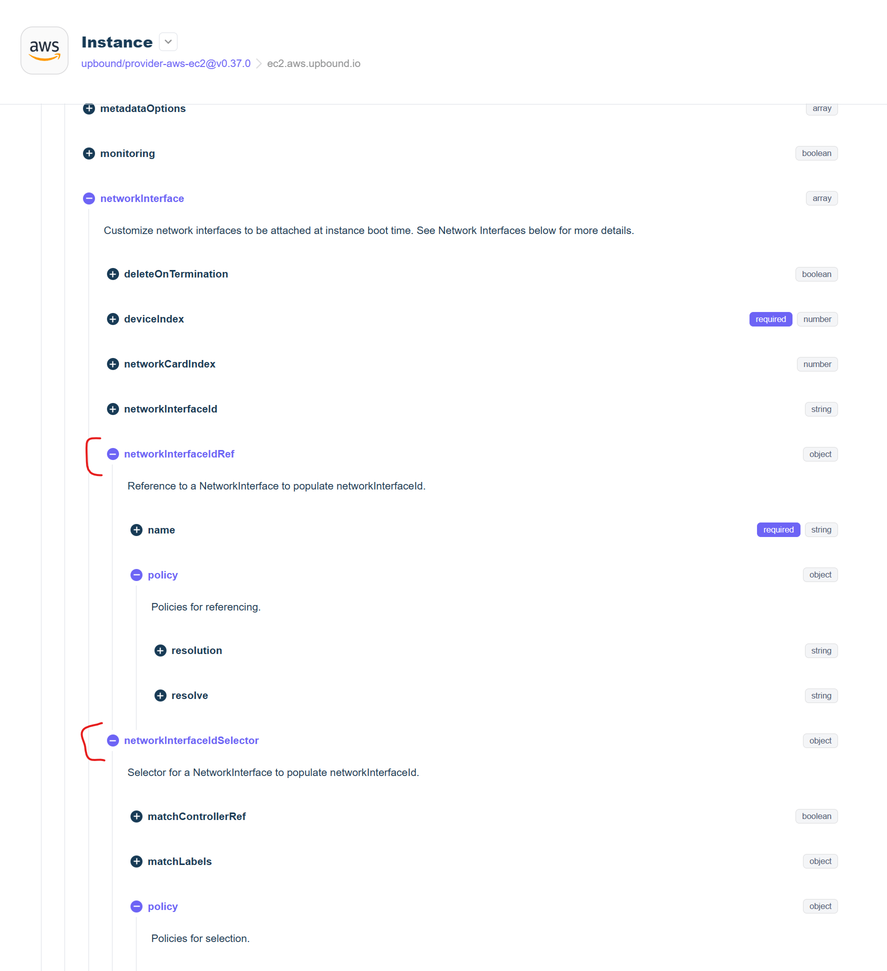 aws
Instance
upbound/provider-aws-ec2@v0.37.0 ec2.aws.upbound.io
metadataOptions array
monitoring boolean
networkInterface array
Customize network interfaces to be attached at instance boot time. See Network Interfaces below for more details.
deleteOnTermination boolean
deviceIndex required number
networkCardIndex number
networkInterfaceId string
networkInterfaceIdRef object
Reference to a NetworkInterface to populate networkInterfaceId.
name required string
policy object
Policies for referencing.
resolution string
resolve string
networkInterfaceIdSelector object
Selector for a NetworkInterface to populate networkInterfaceId.
matchControllerRef boolean
matchLabels object
policy object
Policies for selection.